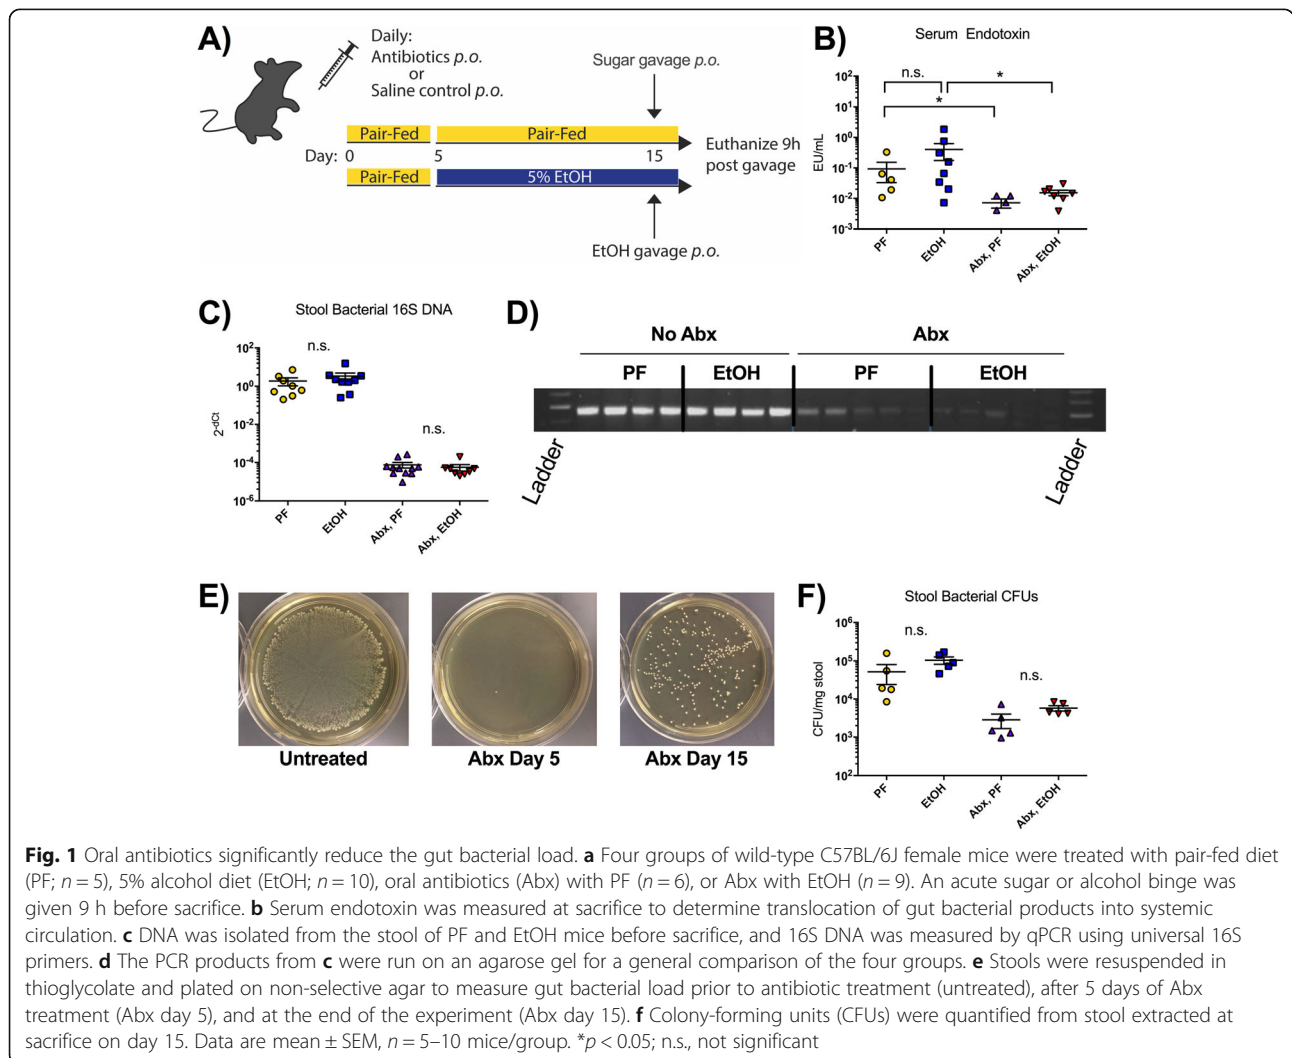 A)
Daily:
Antibiotics p.o.
or
Saline control p.o.
Sugar gavage p.o.
Pair-Fed
Pair-Fed
Day:
0
5
15
Pair-Fed
5% EtOH
Euthanize 9h
post gavage
EtOH gavage p.o.
B)
Serum Endotoxin
n.s.
*
*
EU/mL
10²
10¹
10⁰
10⁻¹
10⁻²
10⁻³
PF
EtOH
Abx, PF
Abx, EtOH
C)
Stool Bacterial 16S DNA
n.s.
n.s.
2^-dCt
10²
10⁰
10⁻²
10⁻⁴
10⁻⁶
PF
EtOH
Abx, PF
Abx, EtOH
D)
No Abx
Abx
PF
EtOH
PF
EtOH
Ladder
Ladder
E)
Untreated
Abx Day 5
Abx Day 15
F)
Stool Bacterial CFUs
n.s.
n.s.
CFU/mg stool
10⁶
10⁵
10⁴
10³
10²
PF
EtOH
Abx, PF
Abx, EtOH
Fig. 1 Oral antibiotics significantly reduce the gut bacterial load. a Four groups of wild-type C57BL/6J female mice were treated with pair-fed diet
(PF; n = 5), 5% alcohol diet (EtOH; n = 10), oral antibiotics (Abx) with PF (n = 6), or Abx with EtOH (n = 9). An acute sugar or alcohol binge was
given 9 h before sacrifice. b Serum endotoxin was measured at sacrifice to determine translocation of gut bacterial products into systemic
circulation. c DNA was isolated from the stool of PF and EtOH mice before sacrifice, and 16S DNA was measured by qPCR using universal 16S
primers. d The PCR products from c were run on an agarose gel for a general comparison of the four groups. e Stools were resuspended in
thioglycolate and plated on non-selective agar to measure gut bacterial load prior to antibiotic treatment (untreated), after 5 days of Abx
treatment (Abx day 5), and at the end of the experiment (Abx day 15). f Colony-forming units (CFUs) were quantified from stool extracted at
sacrifice on day 15. Data are mean ± SEM, n = 5–10 mice/group. *p < 0.05; n.s., not significant